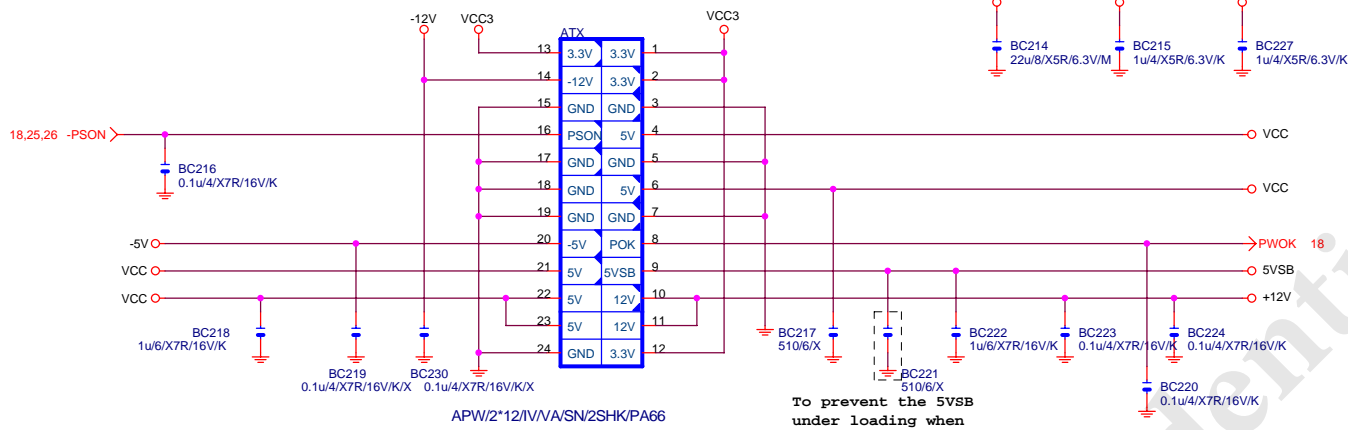 -12V
VCC3
VCC3
ATX
13 3.3V 3.3V 1
14 -12V 3.3V 2
15 GND GND 3
18,25,26 -PSON 16 PSON 5V 4 VCC
17 GND GND 5
18 GND 5V 6 VCC
19 GND GND 7
-5V 20 -5V POK 8 PWOK 18
VCC 21 5V 5VSB 9 5VSB
VCC 22 5V 12V 10 +12V
23 5V 12V 11
24 GND 3.3V 12
BC214
22u/8/X5R/6.3V/M
BC215
1u/4/X5R/6.3V/K
BC227
1u/4/X5R/6.3V/K
BC216
0.1u/4/X7R/16V/K
BC218
1u/6/X7R/16V/K
BC219
0.1u/4/X7R/16V/K/X
BC230
0.1u/4/X7R/16V/K/X
BC217
510/6/X
BC221
510/6/X
BC222
1u/6/X7R/16V/K
BC223
0.1u/4/X7R/16V/K
BC224
0.1u/4/X7R/16V/K
BC220
0.1u/4/X7R/16V/K
APW/2*12/IV/VA/SN/2SHK/PA66
To prevent the 5VSB
under loading when
denti